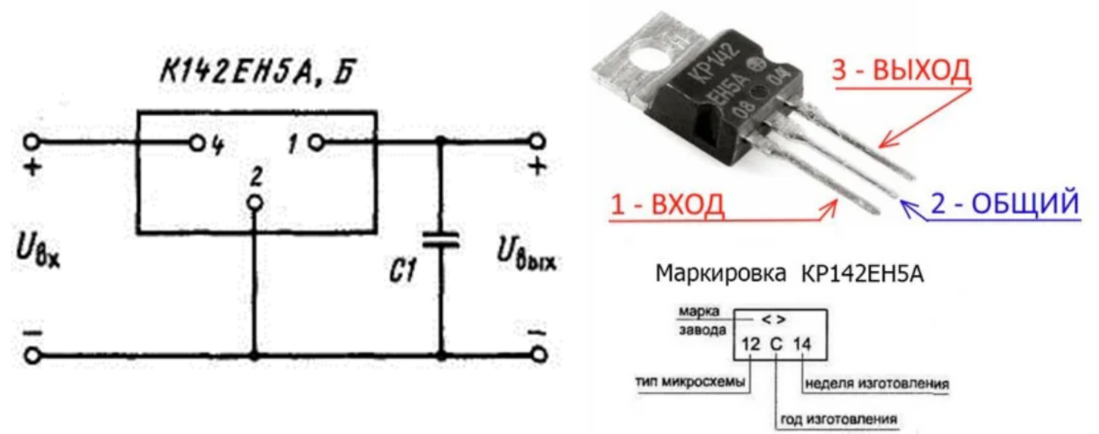 К142ЕН5А, Б
4
1
2
+
+
Uвх
C1
Uвых
−
−
КР142
ЕН5А
04
08
3 - ВЫХОД
1 - ВХОД
2 - ОБЩИЙ
Маркировка КР142ЕН5А
марка
завода
< >
12 С 14
тип микросхемы
неделя изготовления
год изготовления